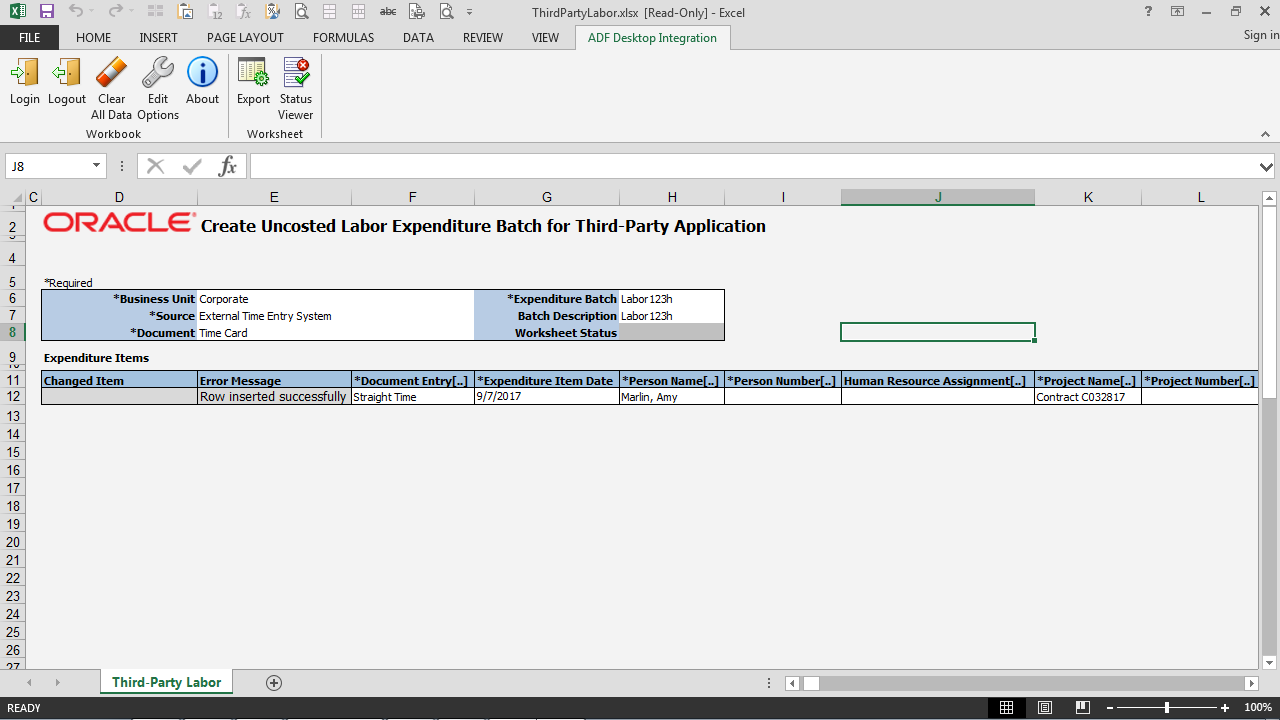 ThirdPartyLabor.xlsx [Read-Only] - Excel
FILE HOME INSERT PAGE LAYOUT FORMULAS DATA REVIEW VIEW ADF Desktop Integration Sign in
Login Logout Clear All Data Edit Options About Export Status Viewer
Workbook Worksheet
J8 fx
C D E F G H I J K L
2 ORACLE Create Uncosted Labor Expenditure Batch for Third-Party Application
4
5 *Required
6 *Business Unit Corporate *Expenditure Batch Labor123h
7 *Source External Time Entry System Batch Description Labor123h
8 *Document Time Card Worksheet Status
9 Expenditure Items
11 Changed Item Error Message *Document Entry[..] *Expenditure Item Date *Person Name[..] *Person Number[..] Human Resource Assignment[..] *Project Name[..] *Project Number[..]
12 Row inserted successfully Straight Time 9/7/2017 Marlin, Amy Contract C032817
13
14
15
16
17
18
19
20
21
22
23
24
25
26
27
Third-Party Labor
READY 100%